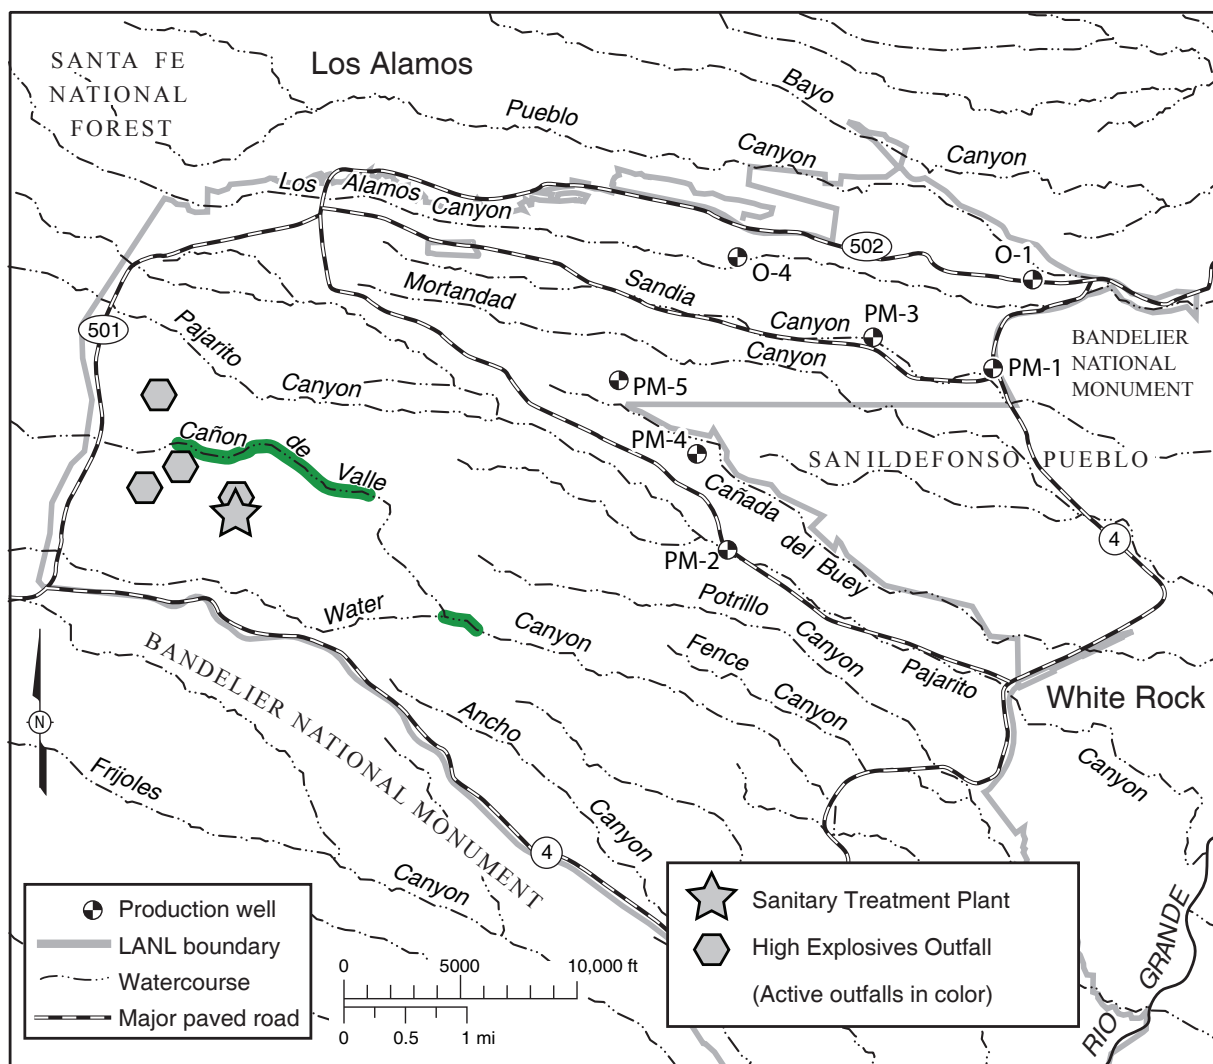 SANTA FE
NATIONAL
FOREST
Los Alamos
Bayo
Pueblo
Canyon
Canyon
Los Alamos
Canyon
502
O-4
O-1
Mortandad
Sandia
Canyon
PM-3
Canyon
501
Pajarito
Canyon
PM-5
PM-1
BANDELIER
NATIONAL
MONUMENT
Cañon de Valle
PM-4
SAN ILDEFONSO PUEBLO
Cañada
del Buey
4
PM-2
Water
Canyon
Potrillo
Canyon
Fence
Canyon
Pajarito
White Rock
Canyon
BANDELIER NATIONAL MONUMENT
N
Ancho
Canyon
Frijoles
Canyon
4
RIO GRANDE
Production well
LANL boundary
Watercourse
Major paved road
0 5000 10,000 ft
0 0.5 1 mi
Sanitary Treatment Plant
High Explosives Outfall
(Active outfalls in color)